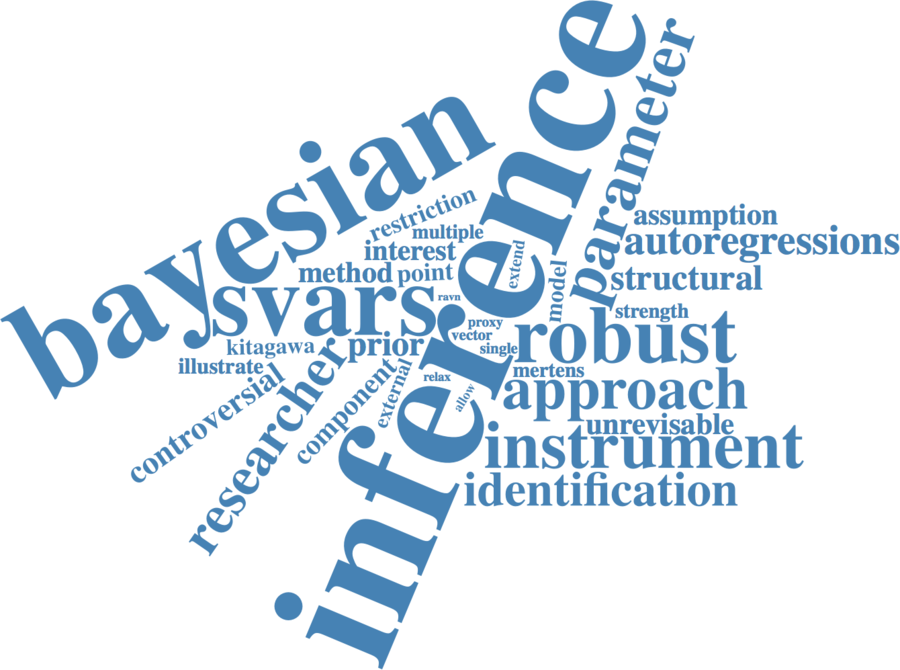 bayesian
inference
parameter
restriction
multiple
assumption
interest
autoregressions
method
point
extend
model
structural
svars
ravn
strength
proxy
vector
robust
kitagawa
prior
single
illustrate
mertens
controversial
researcher
component
external
relax
allow
approach
unrevisable
instrument
identification